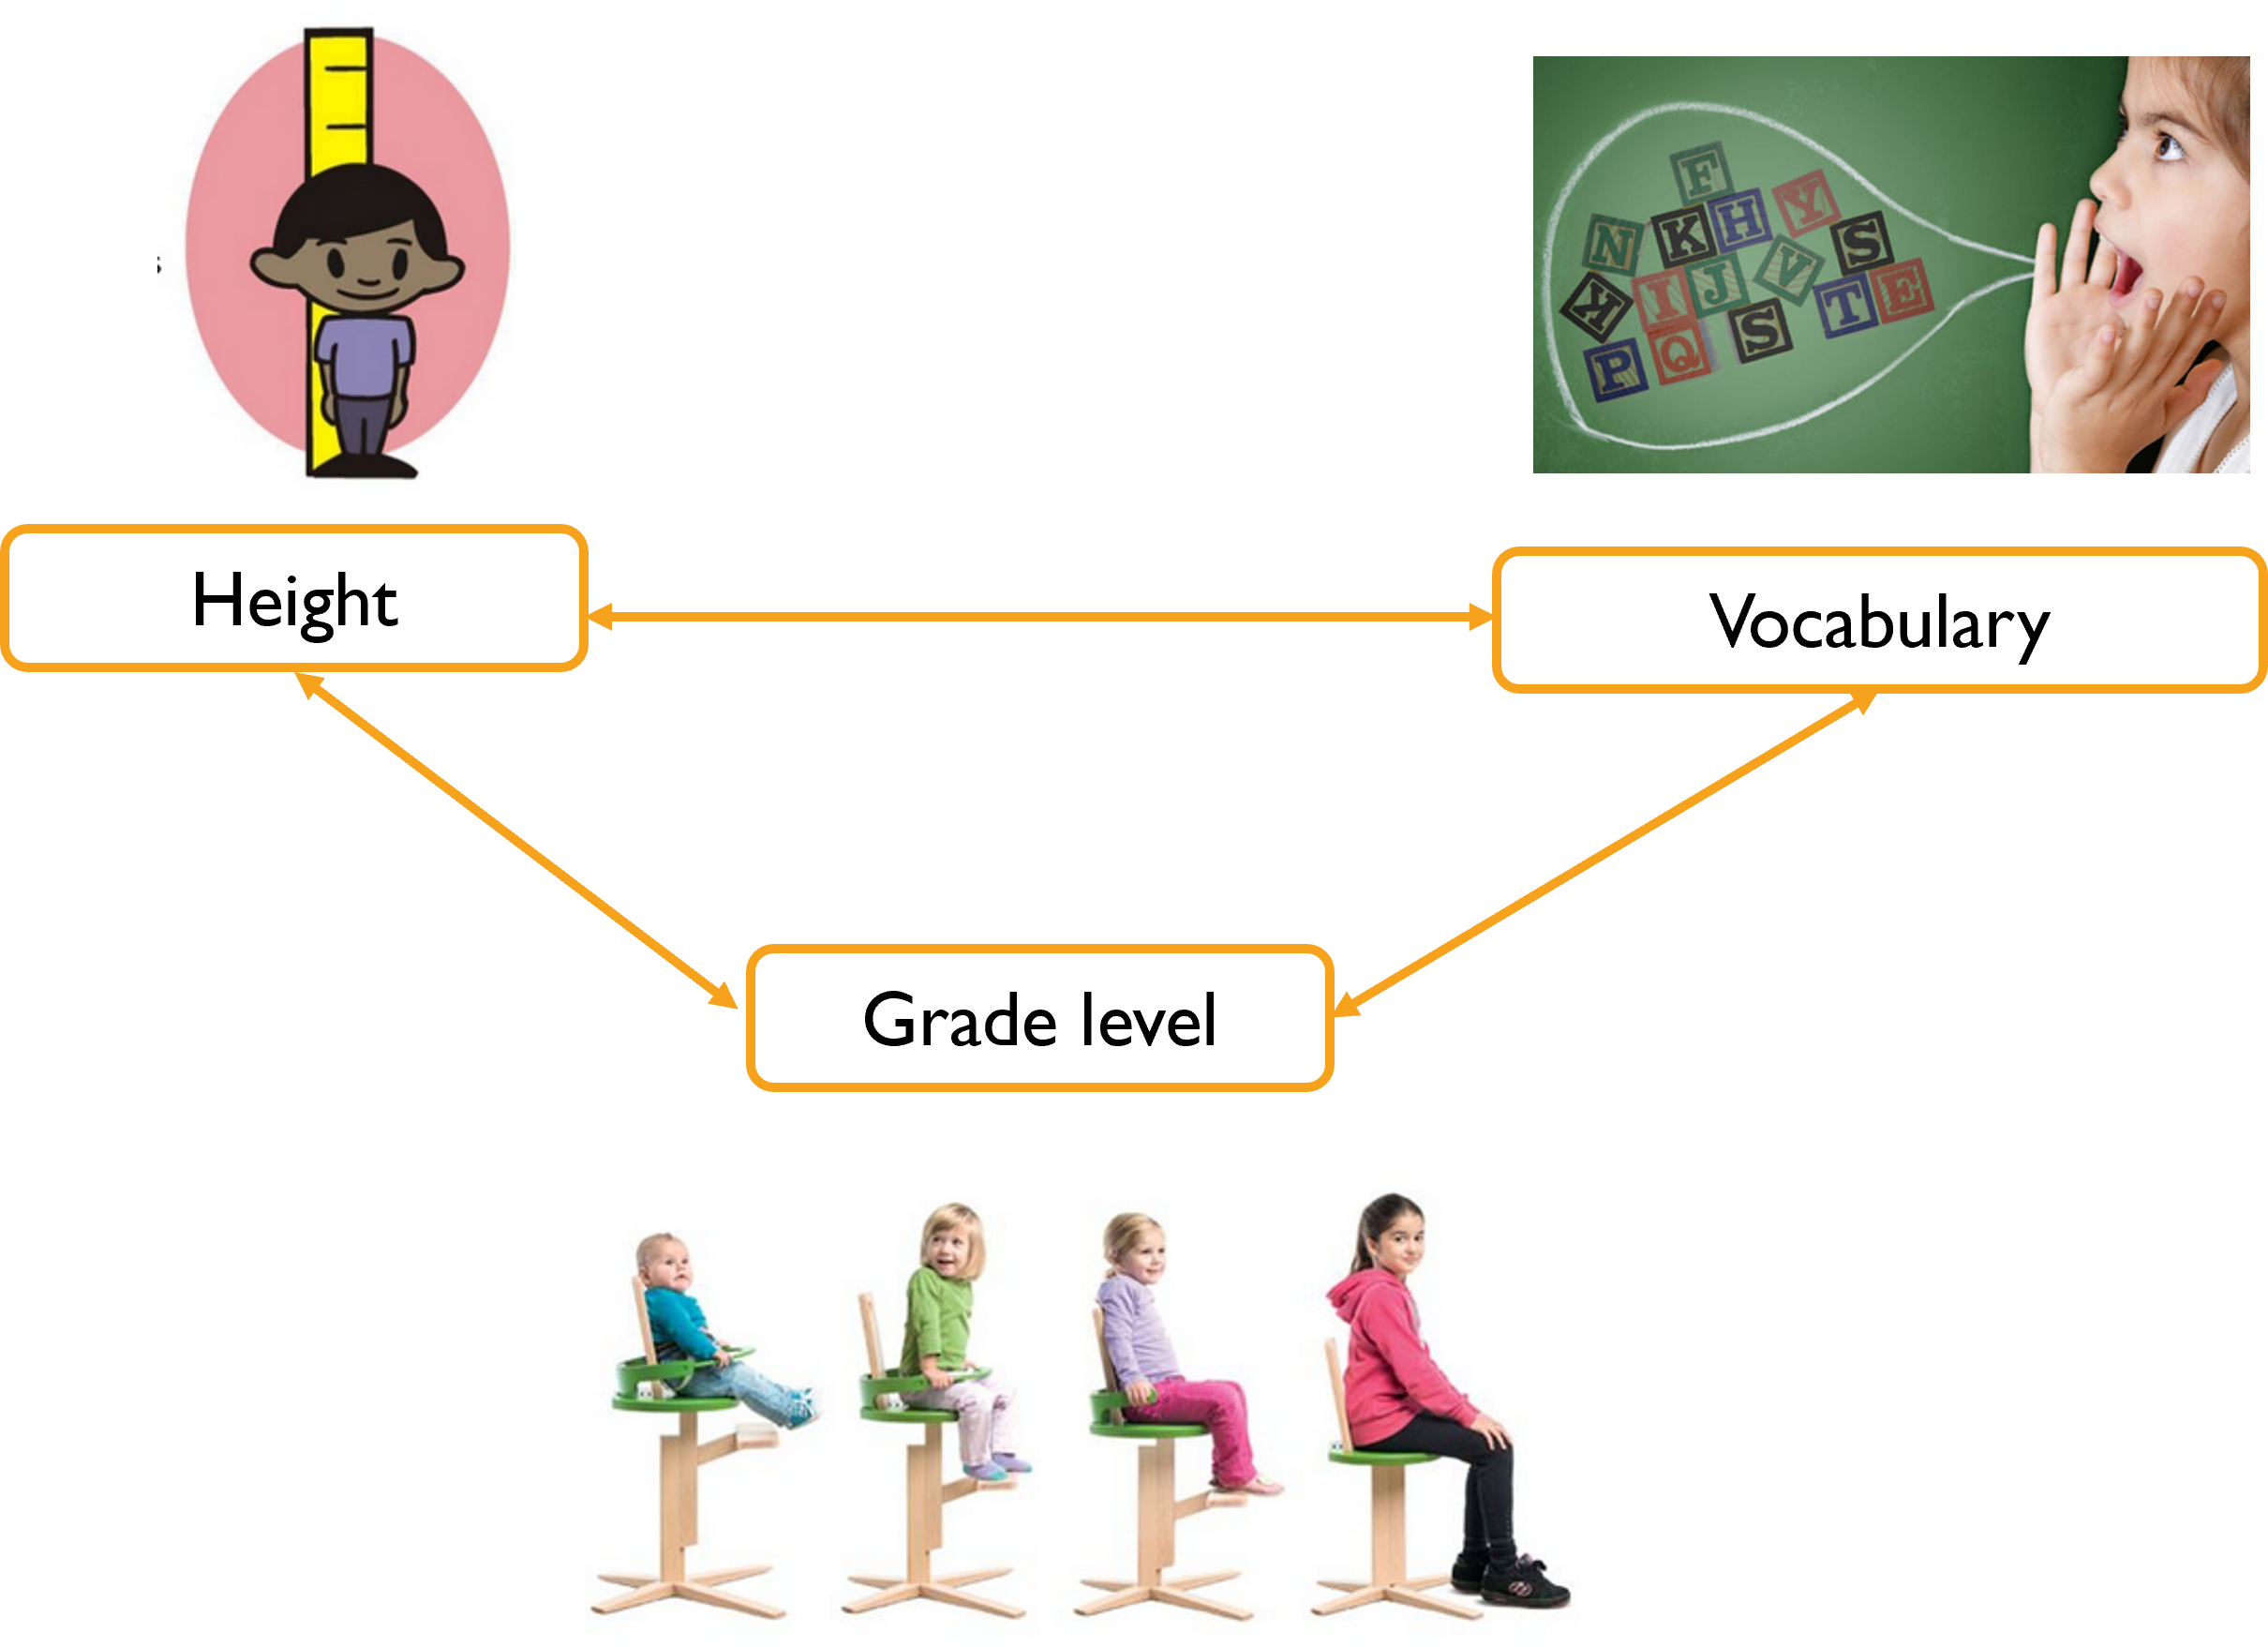 F
N K H Y S
K I J V T E
P Q S
Height
Vocabulary
Grade level